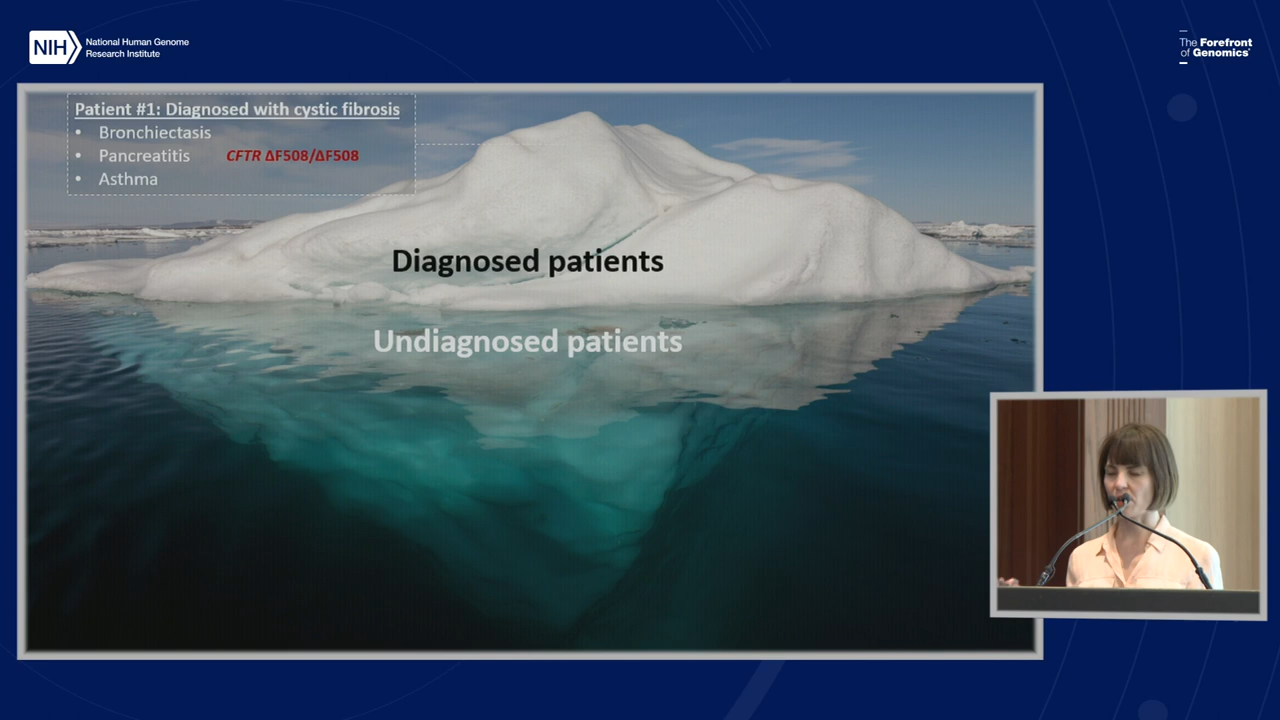 NIH
National Human Genome
Research Institute
The Forefront
of Genomics®
Patient #1: Diagnosed with cystic fibrosis
• Bronchiectasis
• Pancreatitis CFTR ΔF508/ΔF508
• Asthma
Diagnosed patients
Undiagnosed patients